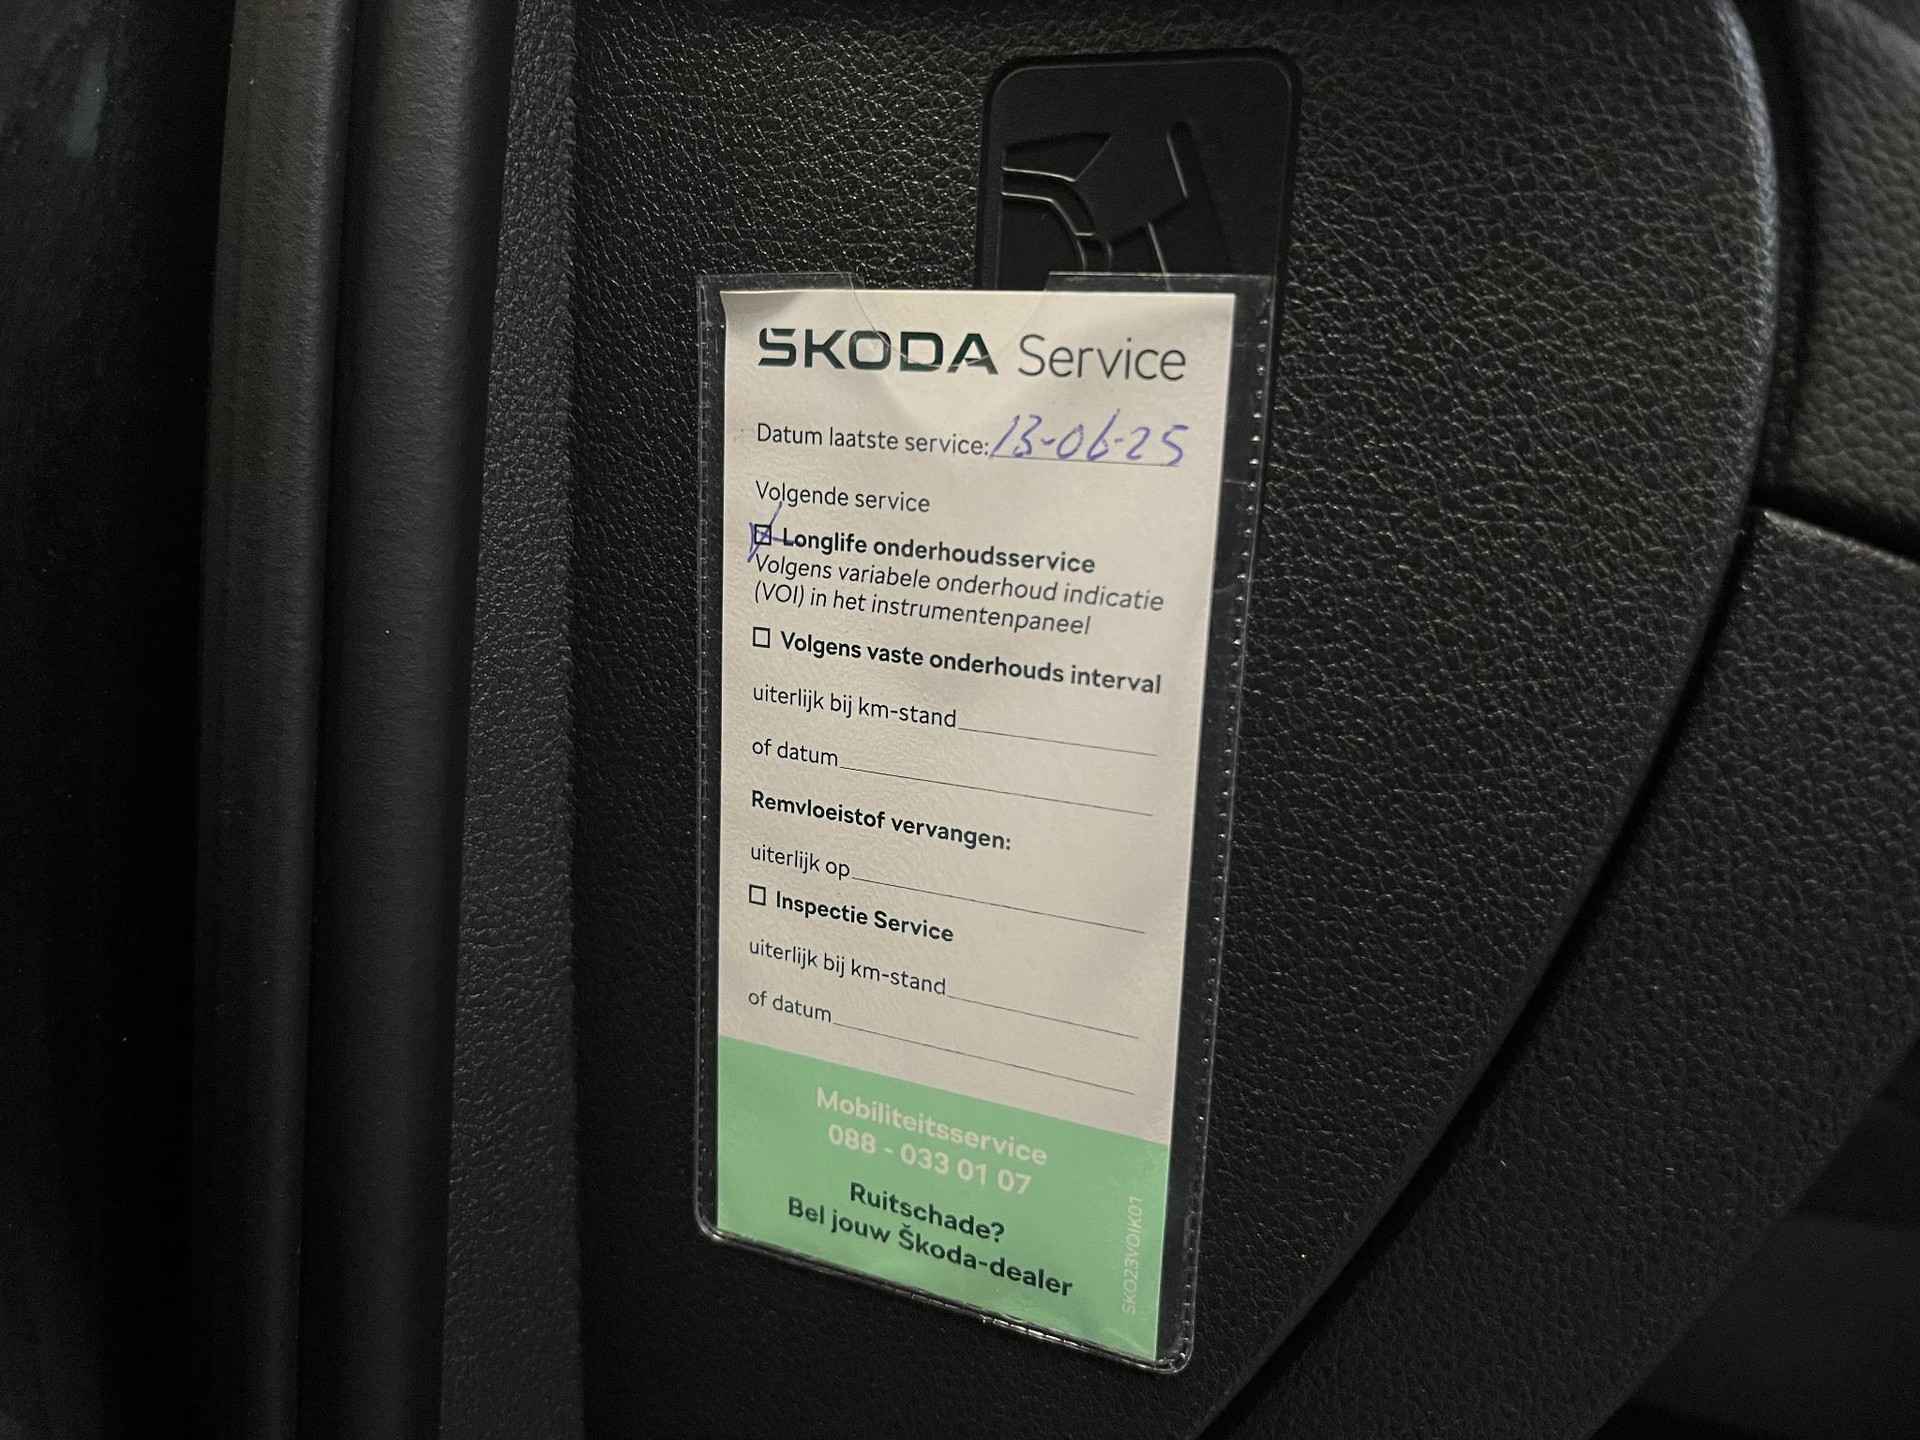 ŠKODA Service
Datum laatste service: 13-06-25
Volgende service
Longlife onderhoudsservice
Volgens variabele onderhoud indicatie
(VOI) in het instrumentenpaneel
Volgens vaste onderhouds interval
uiterlijk bij km-stand
of datum
Remvloeistof vervangen:
uiterlijk op
Inspectie Service
uiterlijk bij km-stand
of datum
Mobiliteitsservice
088 - 033 01 07
Ruitschade?
Bel jouw Škoda-dealer
SKO23VOIK01